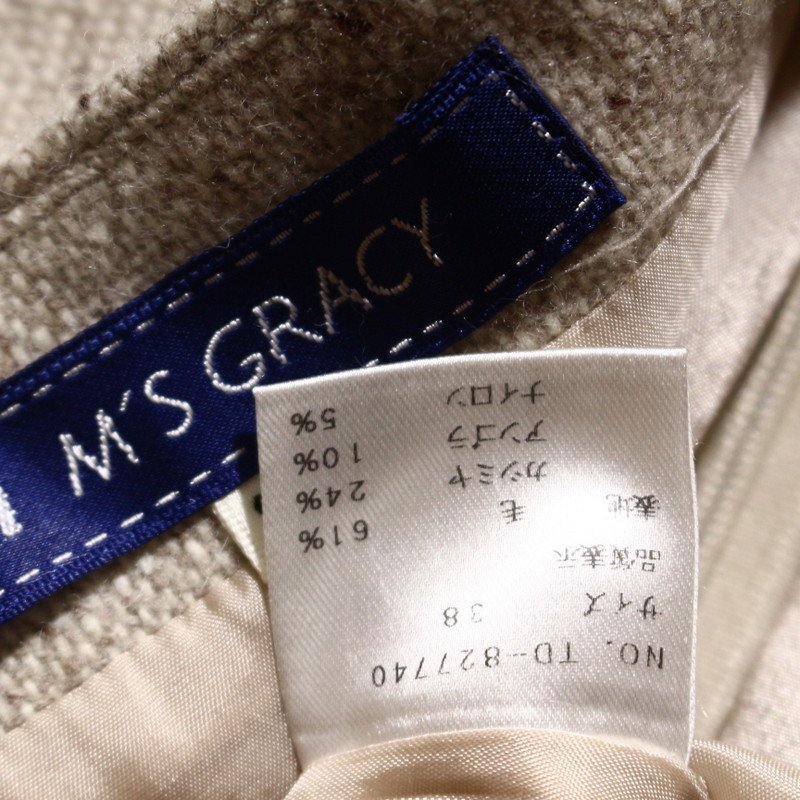 M'S GRACY
NO. TD-827740
サイズ 38
品質表示
表地 毛 61%
カシミヤ 24%
アンゴラ 10%
ナイロン 5%